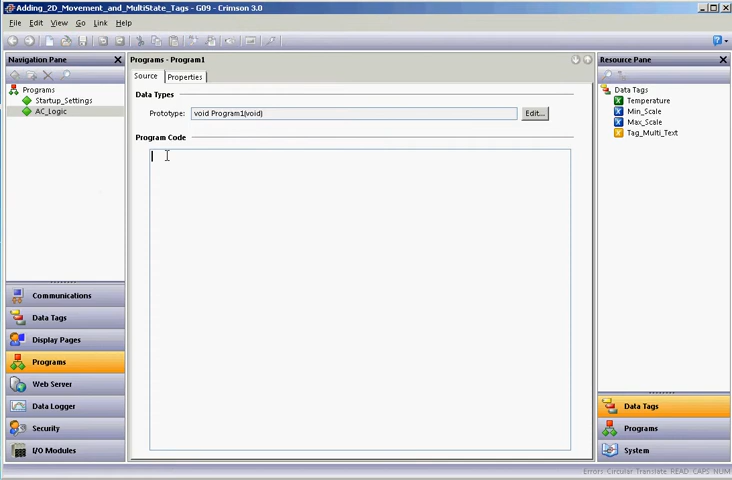 Adding_2D_Movement_and_MultiState_Tags - G09 - Crimson 3.0
File Edit View Go Link Help
Navigation Pane
Programs
Startup_Settings
AC_Logic
Communications
Data Tags
Display Pages
Programs
Web Server
Data Logger
Security
I/O Modules
Programs - Program1
Source Properties
Data Types
Prototype: void Program1(void) Edit...
Program Code
Resource Pane
Data Tags
Temperature
Min_Scale
Max_Scale
Tag_Multi_Text
Data Tags
Programs
System
Errors Circular Translate READ CAPS NUM